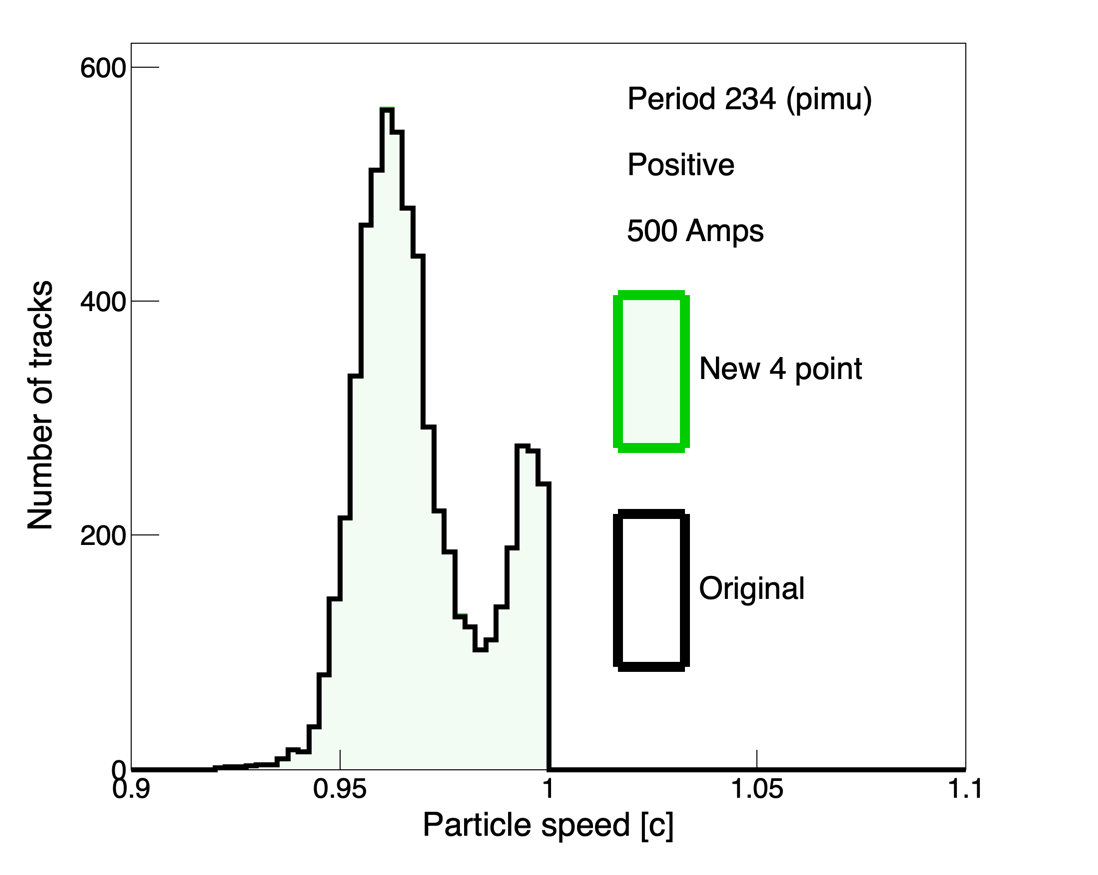 600
400
200
0
0.9
0.95
1
1.05
1.1
Number of tracks
Particle speed [c]
Period 234 (pimu)
Positive
500 Amps
New 4 point
Original